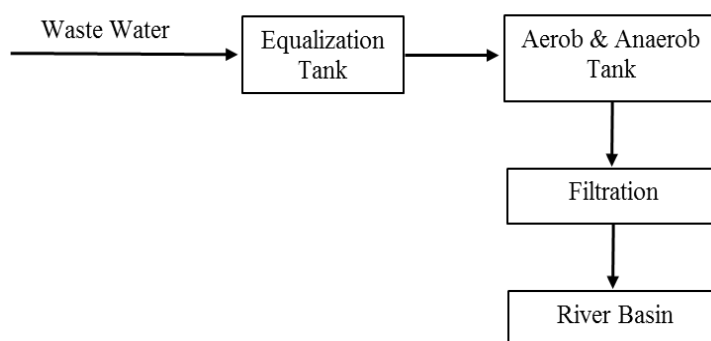 Waste Water
Equalization
Tank
Aerob & Anaerob
Tank
Filtration
River Basin